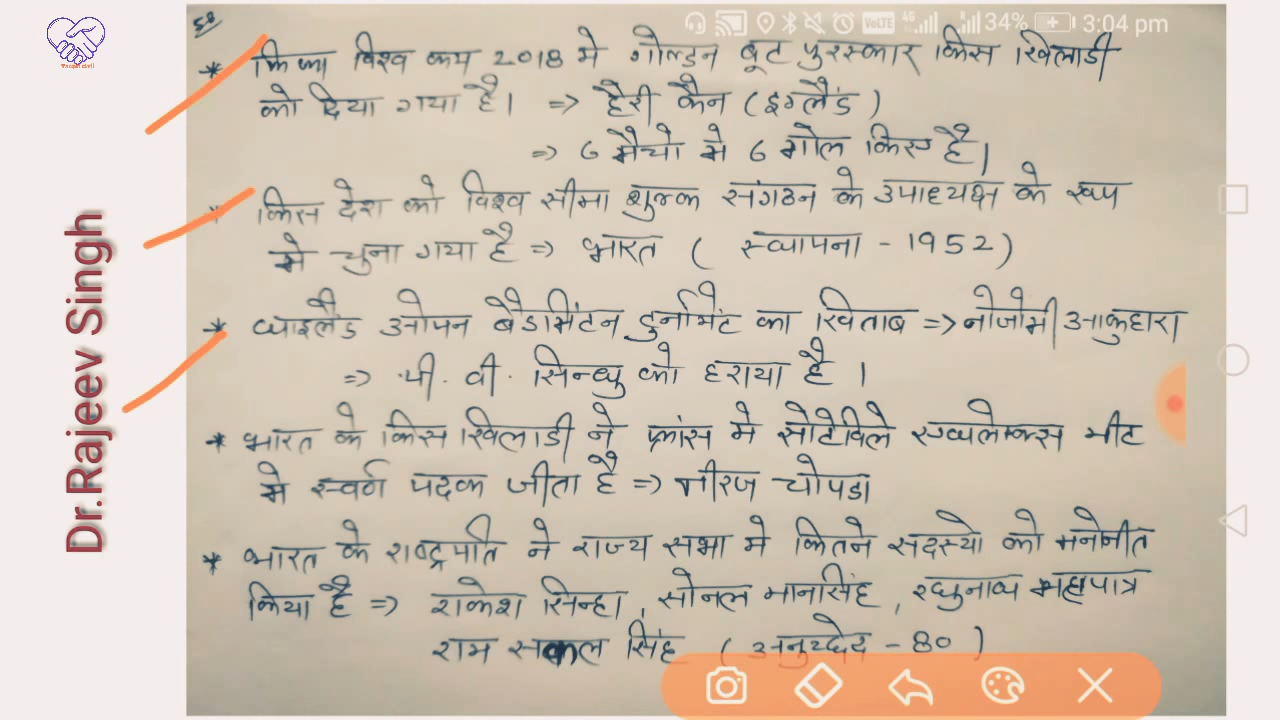 34% 3:04 pm
* फिफा विश्व कप 2018 मे गोल्डन बूट पुरस्कार किस खिलाडी
को दिया गया है। => हैरी कैन (इग्लैंड)
=> 6 मैचो मे 6 गोल किए है।
* किस देश को विश्व सीमा शुल्क संगठन के उपाध्यक्ष के रूप
मे चुना गया है => भारत ( स्थापना - 1952)
* थाइलैंड ओपन बैडमिंटन टुर्नामेंट का खिताब => नोजोमी ओकुहारा
=> पी. वी. सिन्धु को हराया है ।
* भारत के किस खिलाडी ने फ्रांस मे सोटेविले एथलेक्स मीट
मे स्वर्ण पदक जीता है => नीरज चोपडा
* भारत के राष्ट्रपति ने राज्य सभा मे कितने सदस्यो को मनोनीत
किया है => राकेश सिन्हा, सोनल मानसिंह, रघुनाथ महापात्र
राम सकल सिंह ( अनुच्छेद - 80 )
Dr.Rajeev Singh